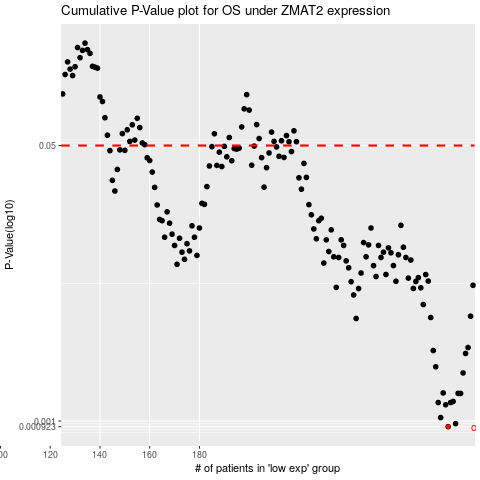 Cumulative P-Value plot for OS under ZMAT2 expression
P-Value(log10)
0.05
0.001
0.000923
00 120 140 160 180
# of patients in 'low exp' group